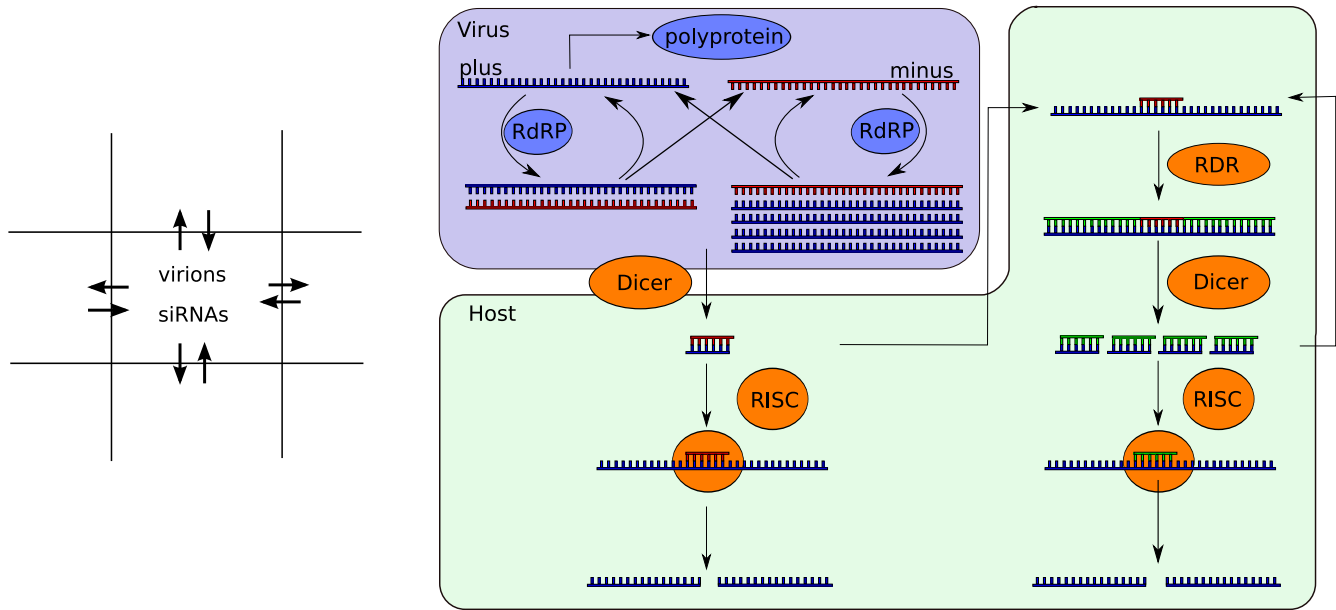 virions
siRNAs
Virus
polyprotein
plus
minus
RdRP
RdRP
Dicer
Host
RISC
RDR
Dicer
RISC